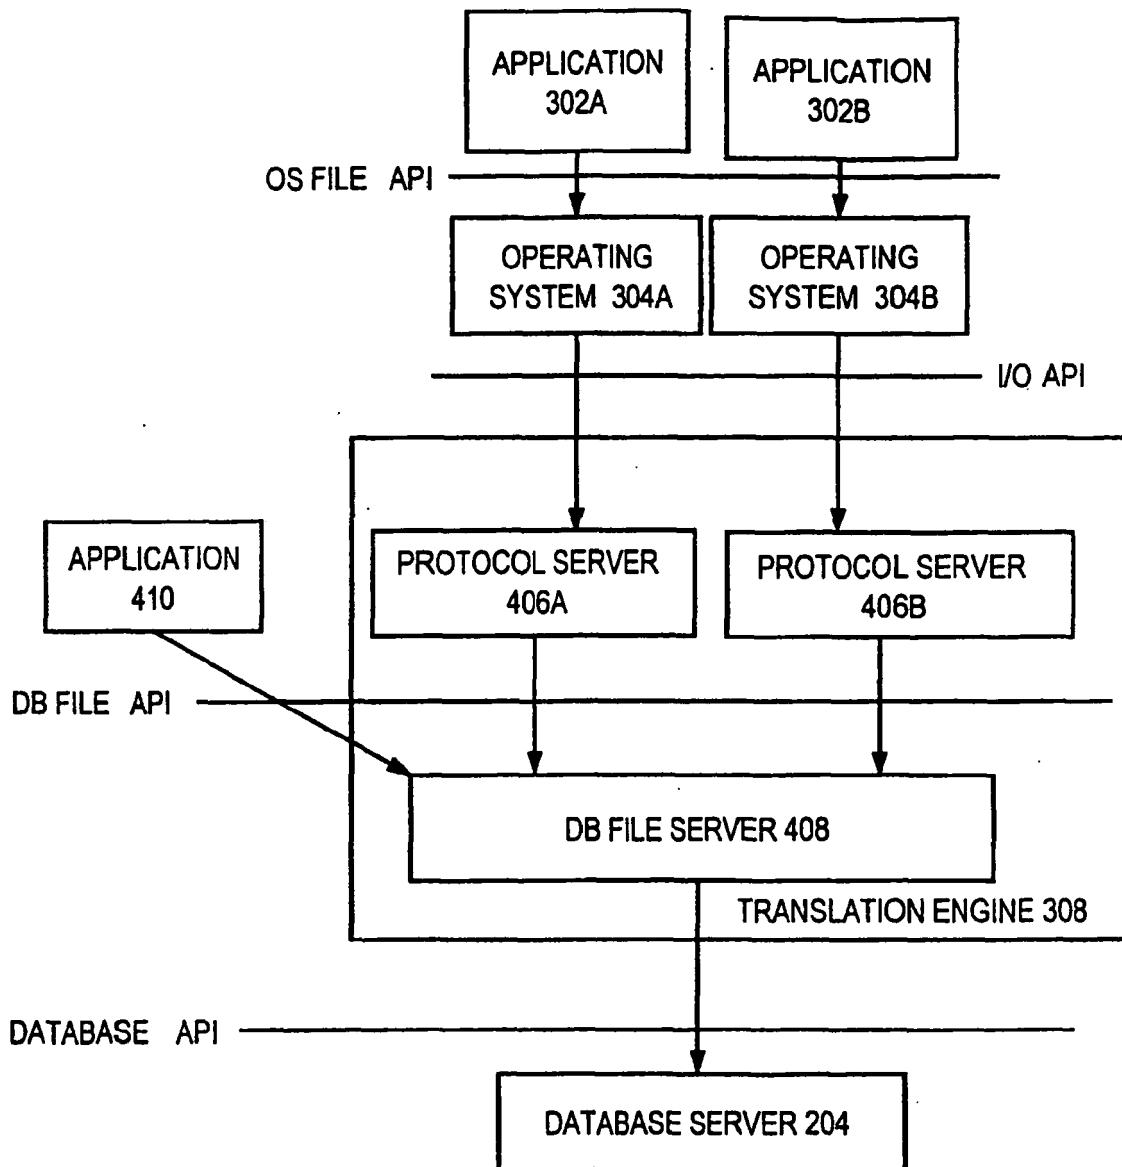 APPLICATION
302A
APPLICATION
302B
OS FILE API
OPERATING
SYSTEM 304A
OPERATING
SYSTEM 304B
I/O API
APPLICATION
410
PROTOCOL SERVER
406A
PROTOCOL SERVER
406B
DB FILE API
DB FILE SERVER 408
TRANSLATION ENGINE 308
DATABASE API
DATABASE SERVER 204